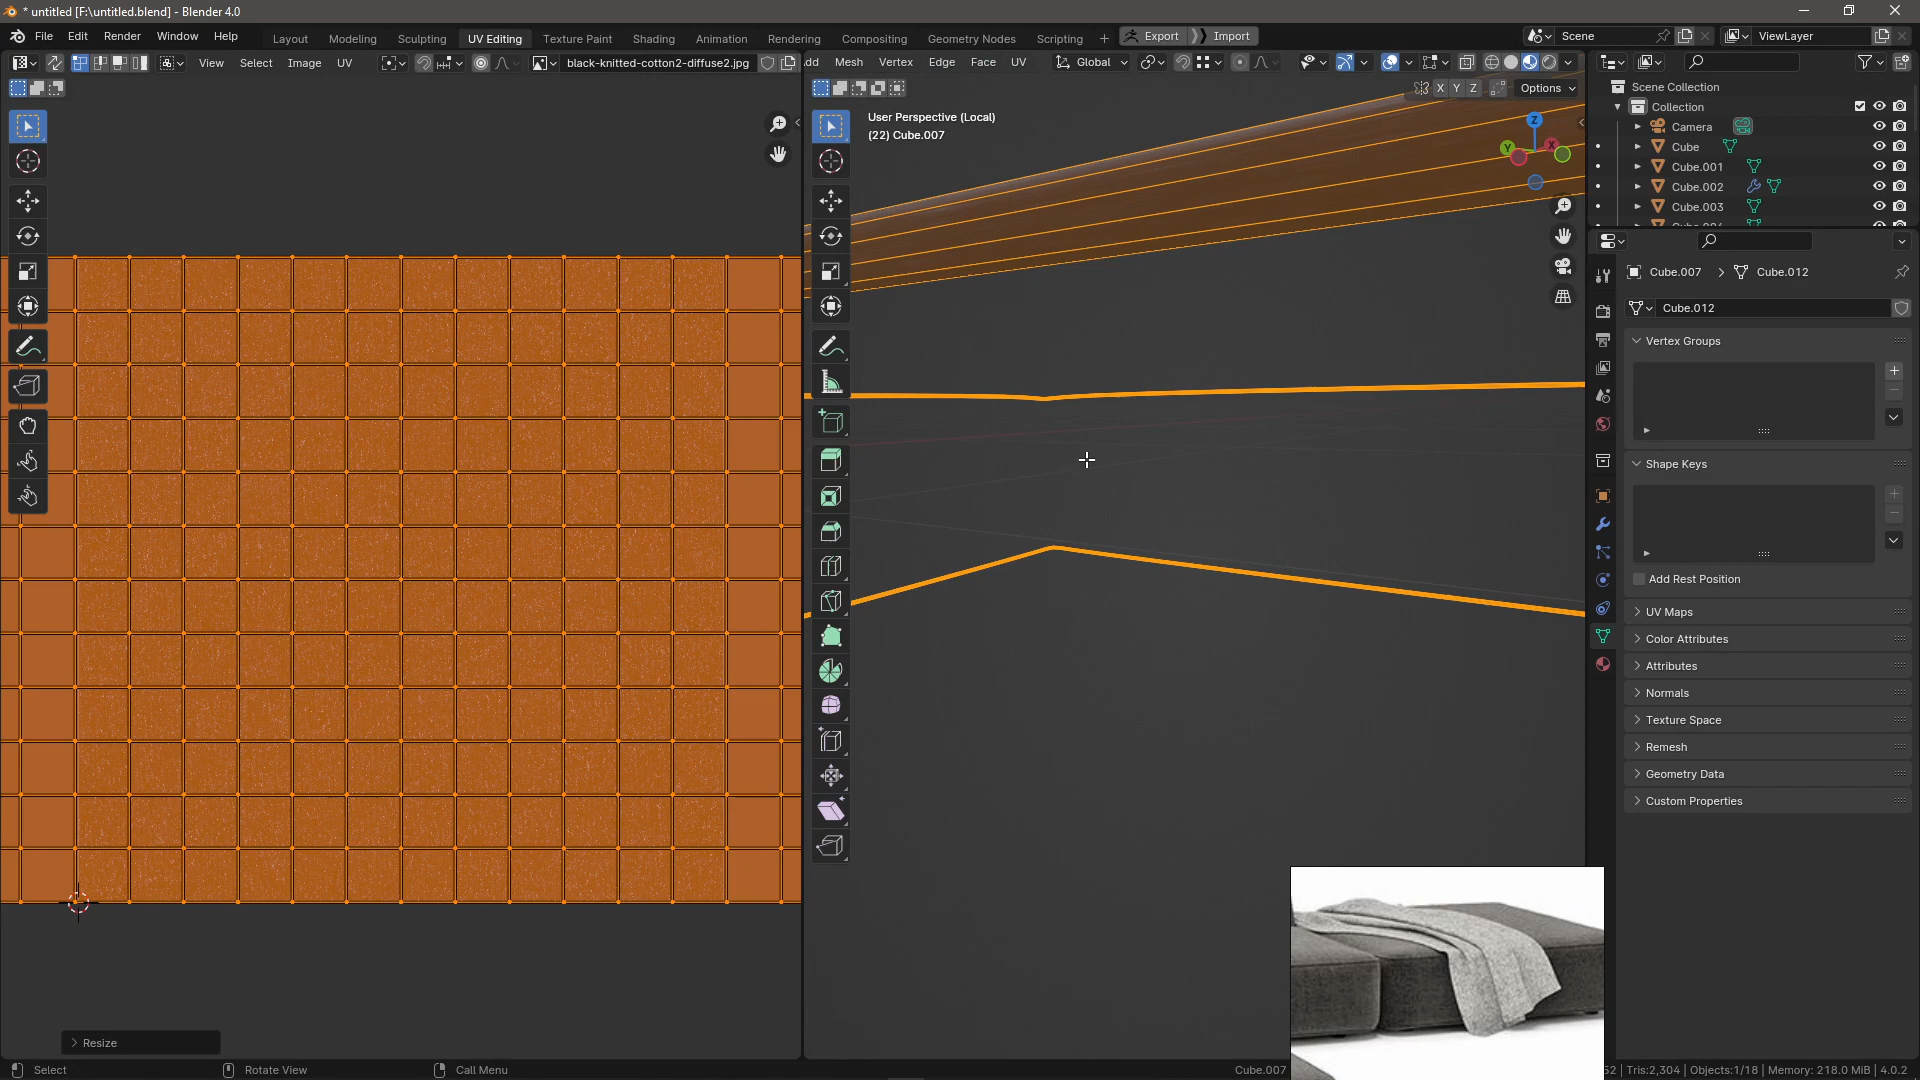 * untitled [F:\untitled.blend] - Blender 4.0
File Edit Render Window Help
Layout Modeling Sculpting UV Editing Texture Paint Shading Animation Rendering Compositing Geometry Nodes Scripting +
Export Import
Scene
ViewLayer
View Select Image UV
black-knitted-cotton2-diffuse2.jpg
dd Mesh Vertex Edge Face UV
Global
X Y Z
Options
User Perspective (Local)
(22) Cube.007
Z
Y
X
Scene Collection
Collection
Camera
Cube
Cube.001
Cube.002
Cube.003
Cube.007 > Cube.012
Cube.012
Vertex Groups
Shape Keys
Add Rest Position
UV Maps
Color Attributes
Attributes
Normals
Texture Space
Remesh
Geometry Data
Custom Properties
Resize
Select
Rotate View
Call Menu
Cube.007
52 | Tris:2,304 | Objects:1/18 | Memory: 218.0 MiB | 4.0.2